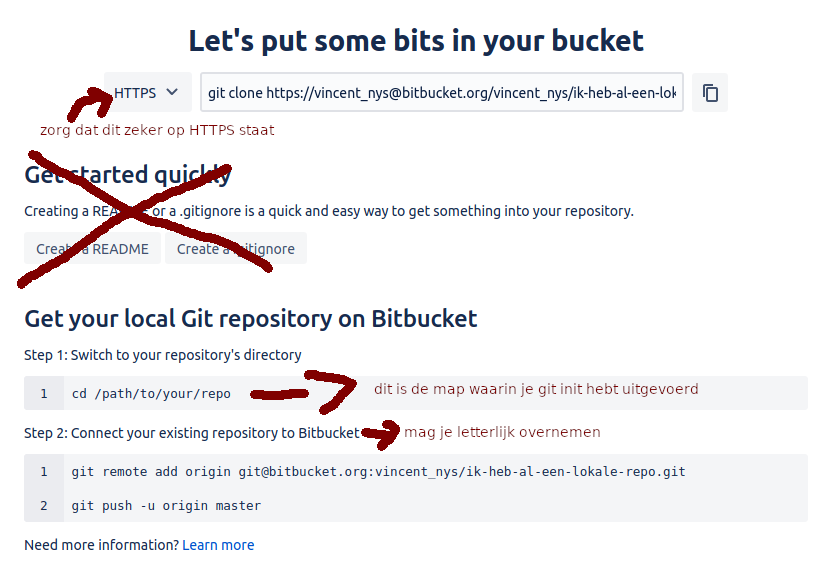 Let's put some bits in your bucket
HTTPS
git clone https://vincent_nys@bitbucket.org/vincent_nys/ik-heb-al-een-lok
zorg dat dit zeker op HTTPS staat
Get started quickly
Creating a README or a .gitignore is a quick and easy way to get something into your repository.
Create a README
Create a .gitignore
Get your local Git repository on Bitbucket
Step 1: Switch to your repository's directory
1 cd /path/to/your/repo
dit is de map waarin je git init hebt uitgevoerd
Step 2: Connect your existing repository to Bitbucket
mag je letterlijk overnemen
1 git remote add origin git@bitbucket.org:vincent_nys/ik-heb-al-een-lokale-repo.git
2 git push -u origin master
Need more information? Learn more